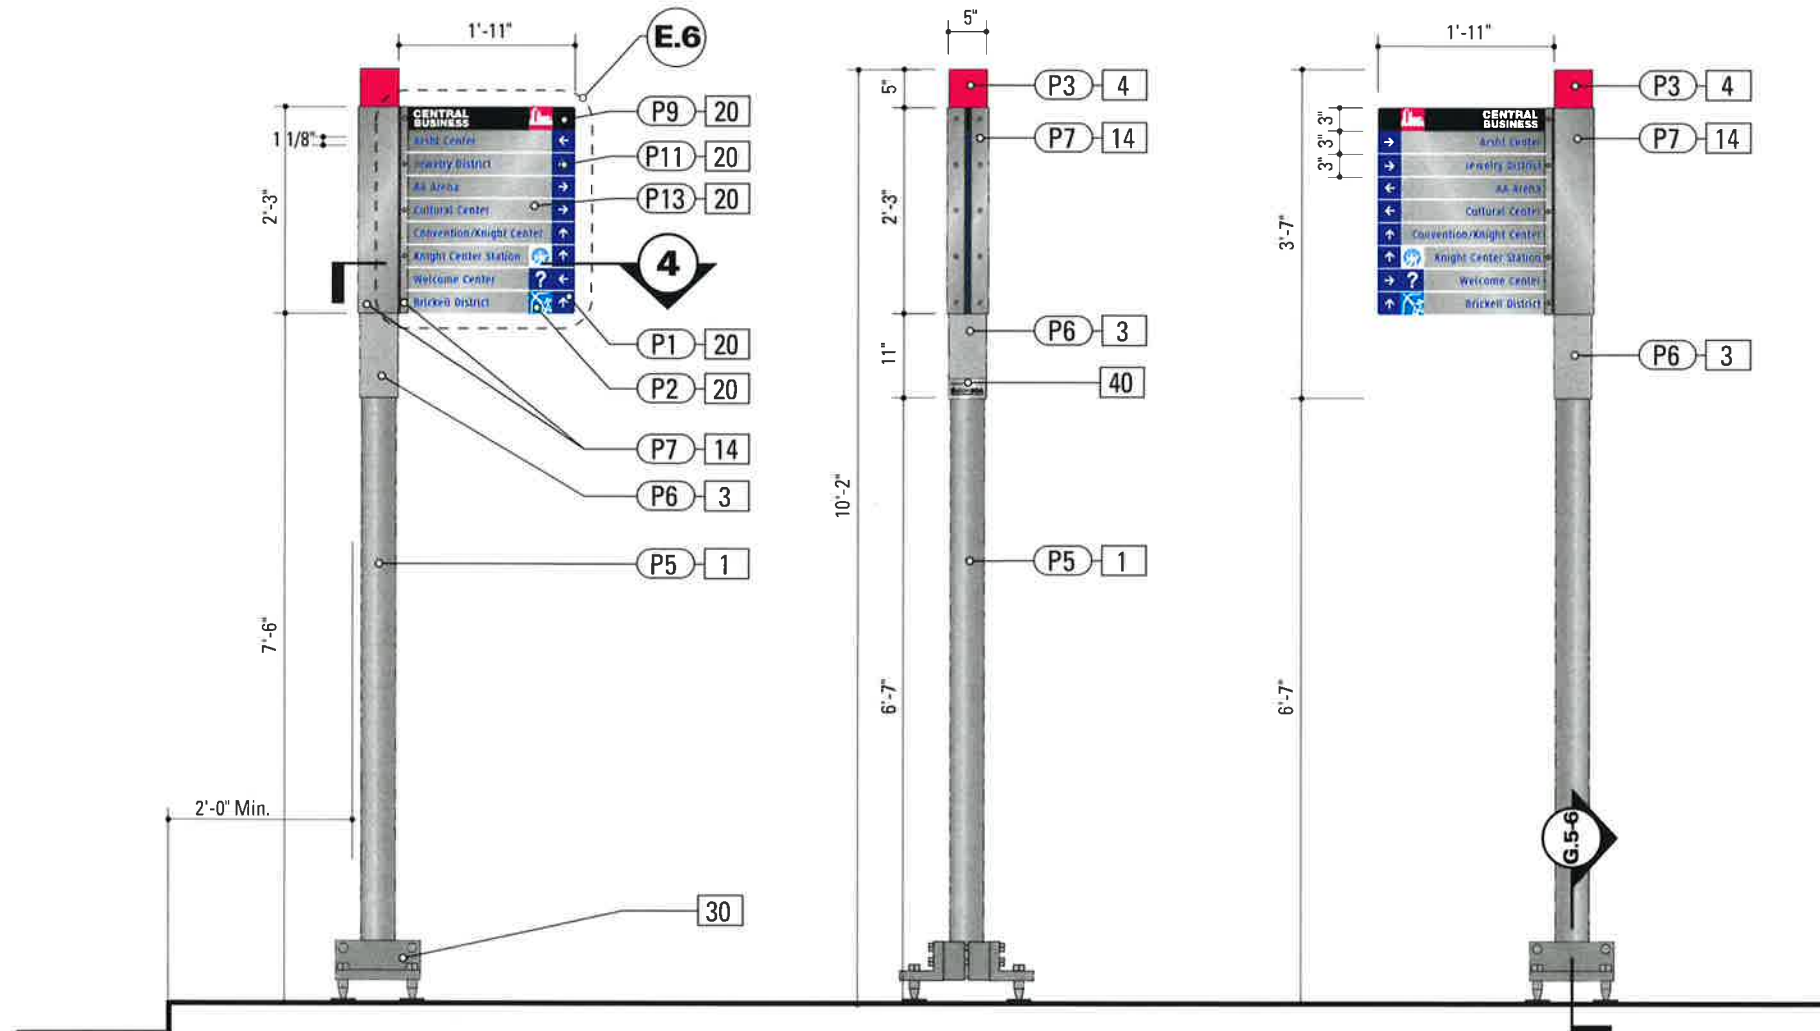 1'-11"
E.6
P9 20
P11 20
P13 20
4
P1 20
P2 20
P7 14
P6 3
P5 1
30
1 1/8"
2'-3"
7'-6"
2'-0" Min.
CENTRAL
BUSINESS
Arsht Center
Jewelry District
AA Arena
Cultural Center
Convention/Knight Center
Knight Center Station
Welcome Center ?
Brickell District
5"
5"
2'-3"
11"
10'-2"
6'-7"
P3 4
P7 14
P6 3
40
P5 1
1'-11"
3"
3"
3"
3'-7"
6'-7"
CENTRAL
BUSINESS
Arsht Center
Jewelry District
AA Arena
Cultural Center
Convention/Knight Center
Knight Center Station
? Welcome Center
Brickell District
P3 4
P7 14
P6 3
G.5-6